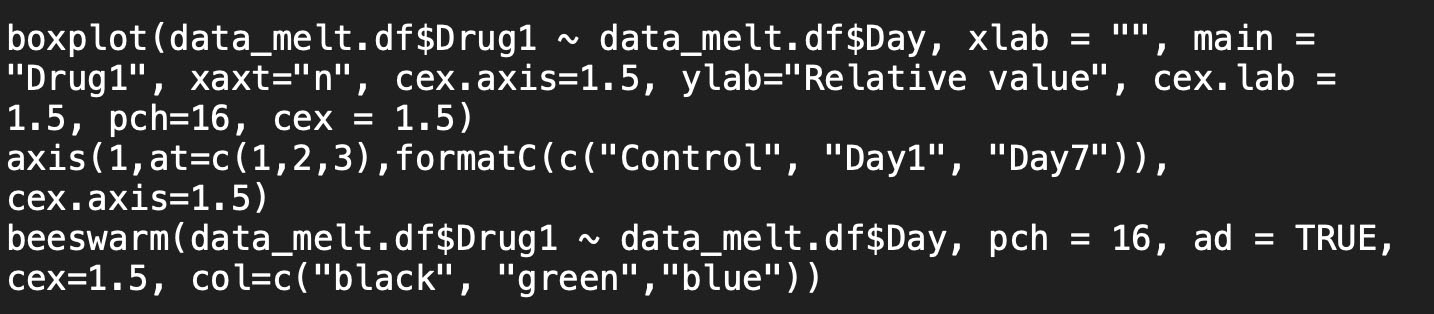 boxplot(data_melt.df$Drug1 ~ data_melt.df$Day, xlab = "", main =
"Drug1", xaxt="n", cex.axis=1.5, ylab="Relative value", cex.lab =
1.5, pch=16, cex = 1.5)
axis(1,at=c(1,2,3),formatC(c("Control", "Day1", "Day7")),
cex.axis=1.5)
beeswarm(data_melt.df$Drug1 ~ data_melt.df$Day, pch = 16, ad = TRUE,
cex=1.5, col=c("black", "green","blue"))